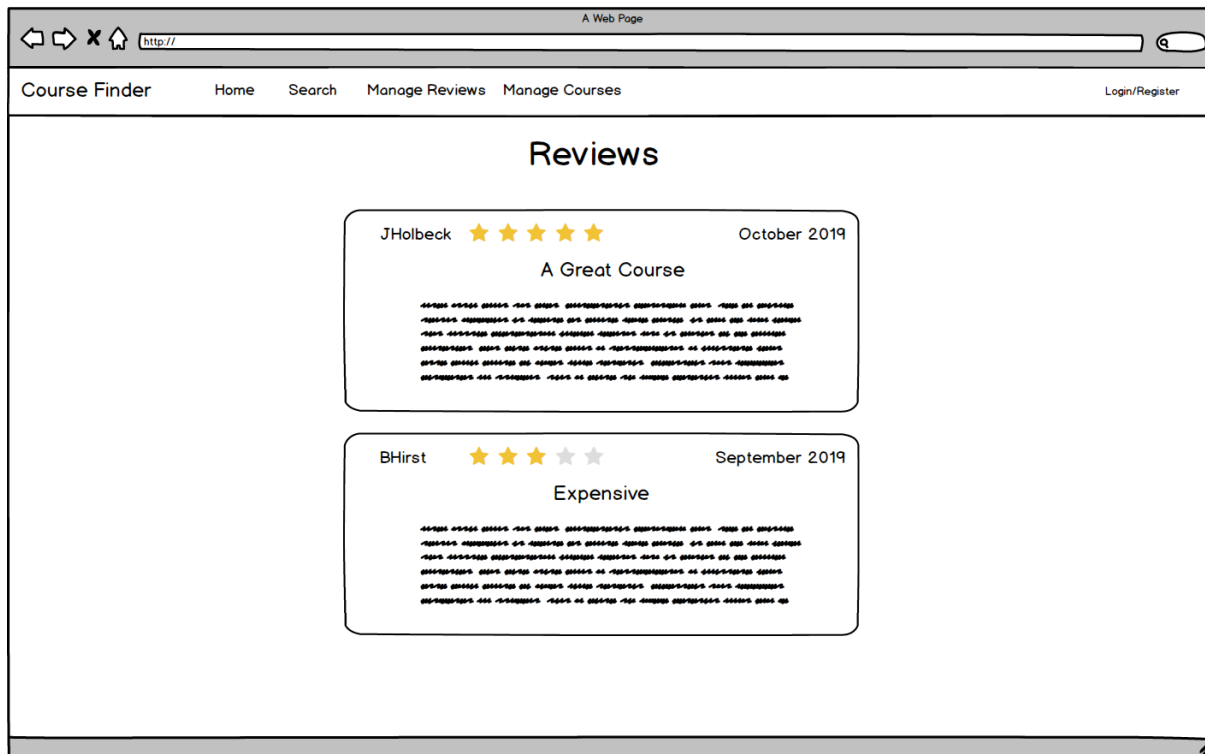 A Web Page
http://
Course Finder Home Search Manage Reviews Manage Courses Login/Register
Reviews
JHolbeck October 2019
A Great Course
BHirst September 2019
Expensive